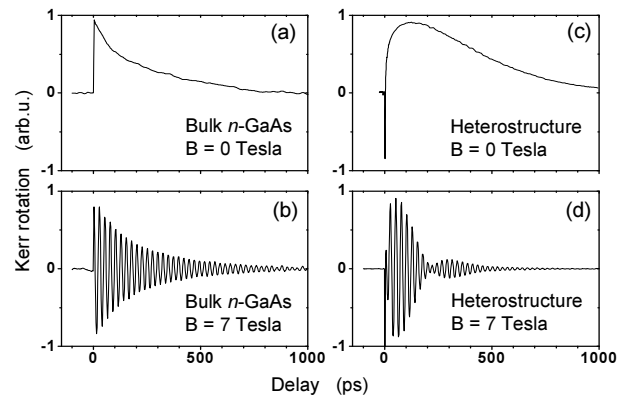 Kerr rotation (arb.u.)
1
0
-1
(a)
Bulk n-GaAs
B = 0 Tesla
(c)
Heterostructure
B = 0 Tesla
1
0
-1
0
500
1000
(b)
Bulk n-GaAs
B = 7 Tesla
1
0
-1
(d)
Heterostructure
B = 7 Tesla
1
0
-1
0
500
1000
Delay (ps)